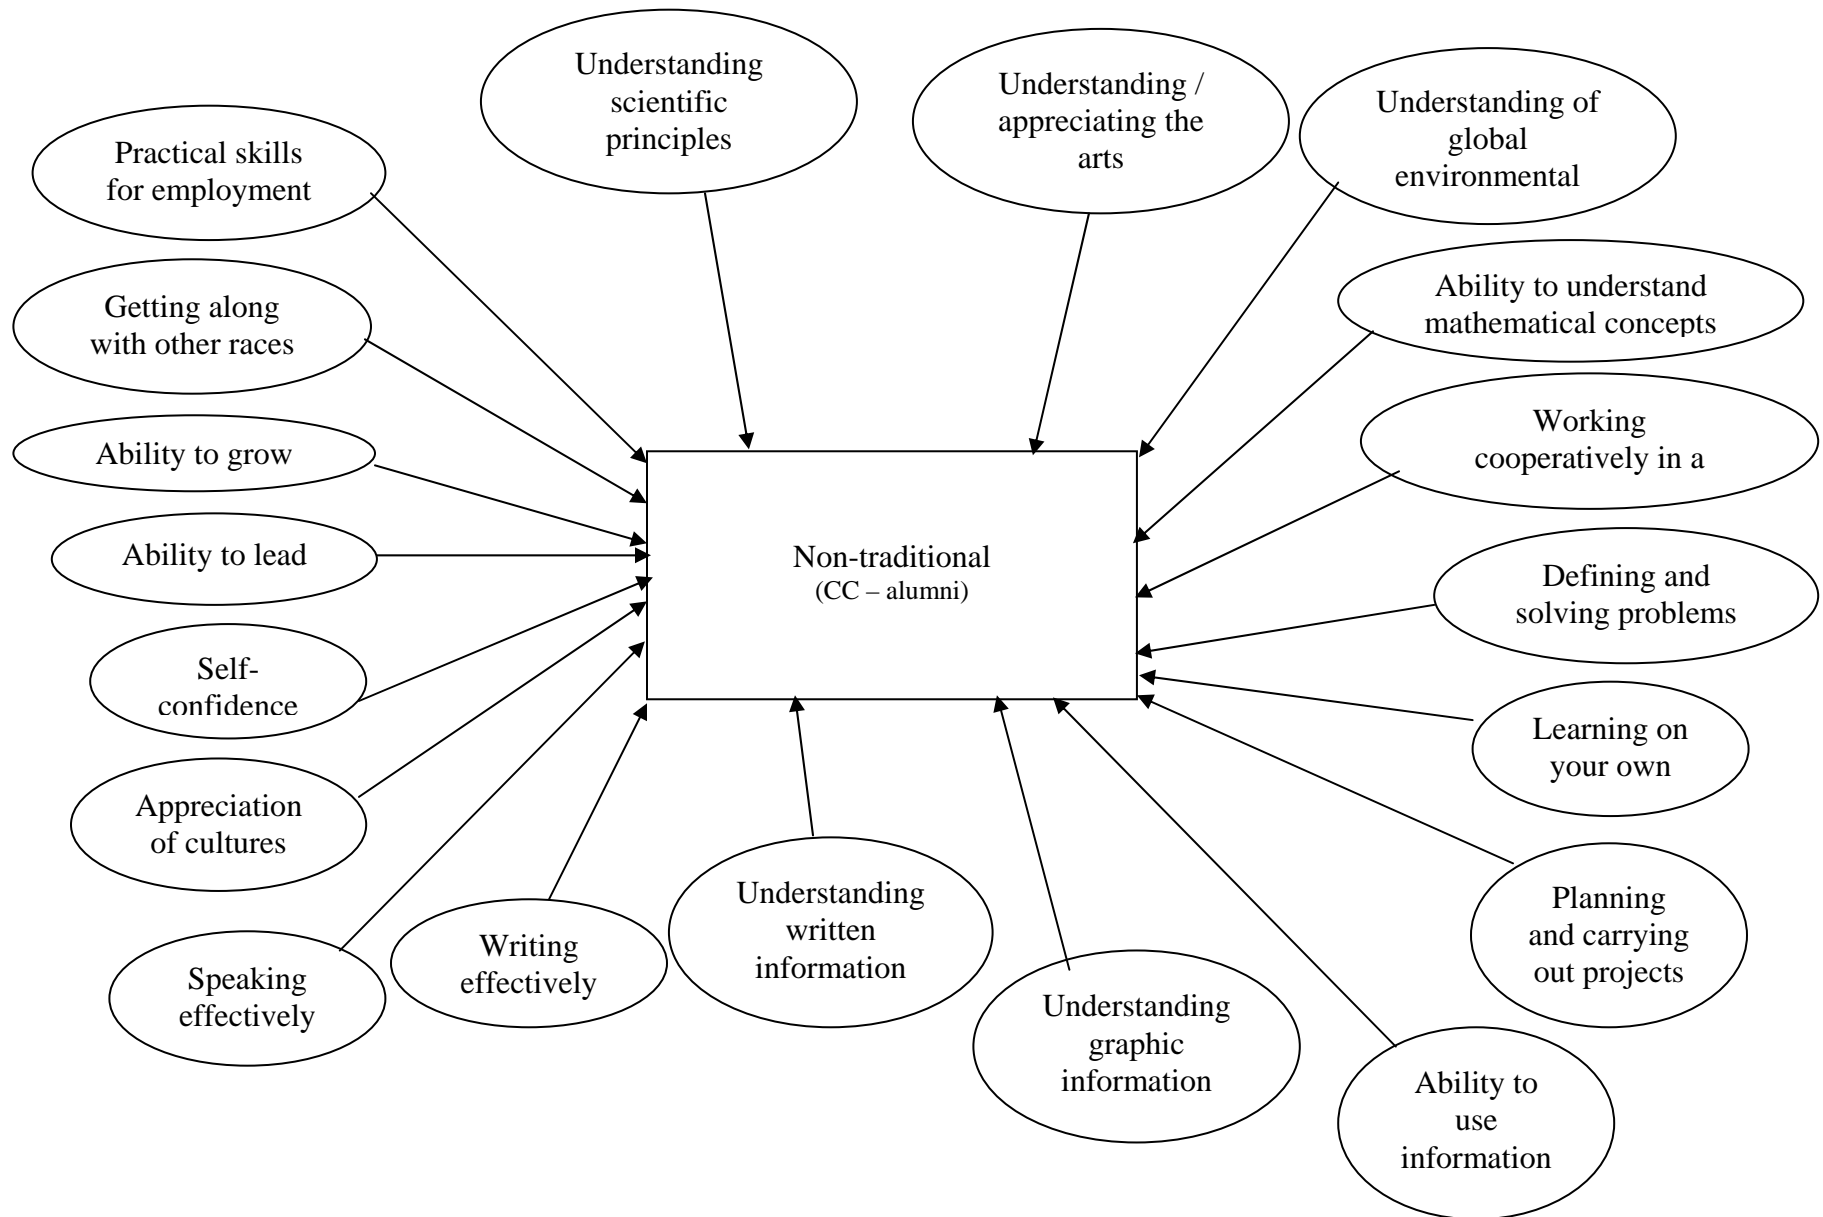 Understanding
scientific
principles
Understanding /
appreciating the
arts
Understanding of
global
environmental
Practical skills
for employment
Getting along
with other races
Ability to grow
Ability to lead
Self-
confidence
Appreciation
of cultures
Speaking
effectively
Writing
effectively
Understanding
written
information
Understanding
graphic
information
Ability to
use
information
Planning
and carrying
out projects
Learning on
your own
Defining and
solving problems
Working
cooperatively in a
Ability to understand
mathematical concepts
Non-traditional
(CC – alumni)